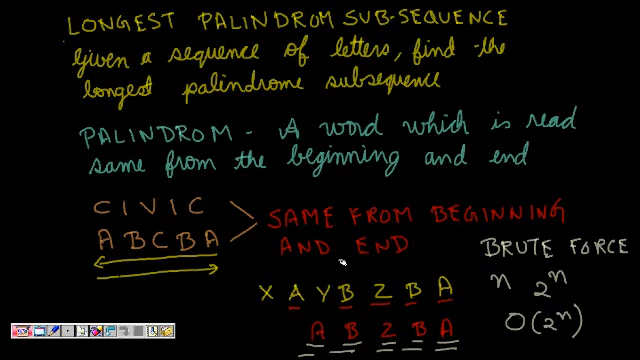 LONGEST PALINDROM SUB-SEQUENCE
Given a sequence of letters, find the
longest palindrome subsequence
PALINDROM - A word which is read
same from the beginning and end
CIVIC
ABCBA
SAME FROM BEGINNING
AND END
BRUTE FORCE
n 2^n
O(2^n)
X A Y B Z B A
A B Z B A